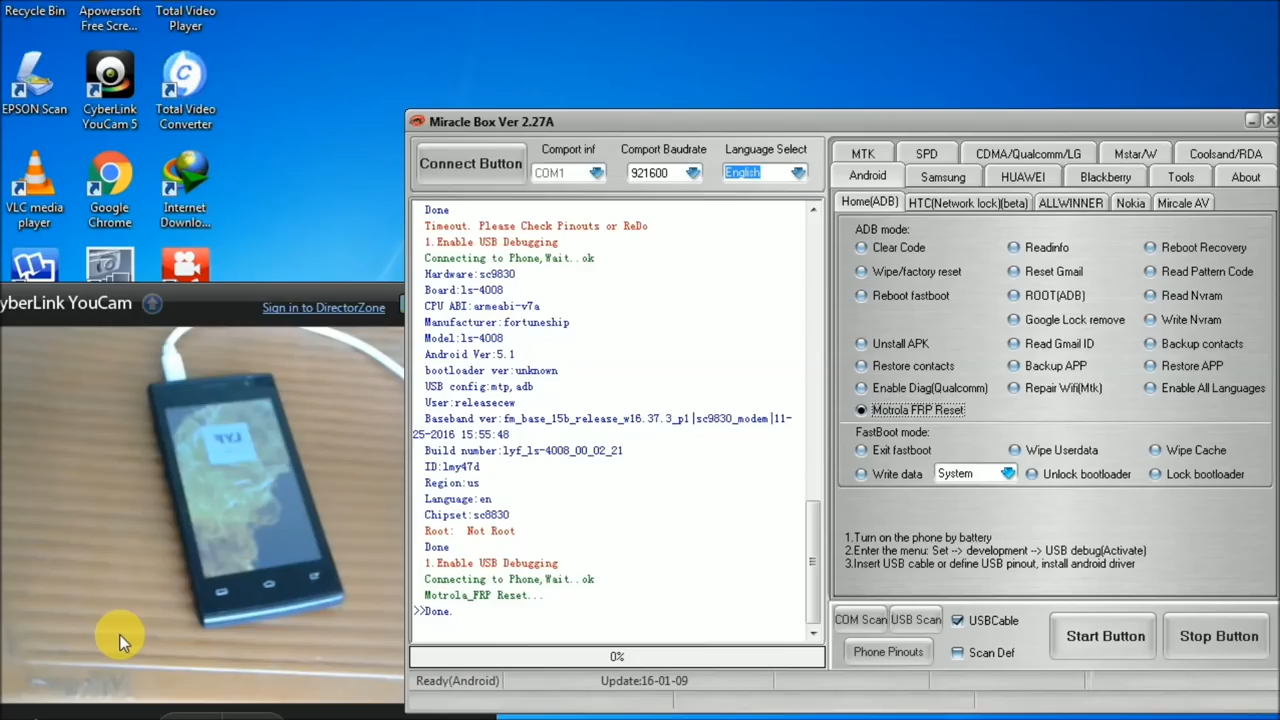 Recycle Bin
Apowersoft
Free Scre...
Total Video
Player
EPSON Scan
CyberLink
YouCam 5
Total Video
Converter
VLC media
player
Google
Chrome
Internet
Downlo...
yberLink YouCam
Sign in to DirectorZone
LYF
Miracle Box Ver 2.27A
Connect Button
Comport inf
COM1
Comport Baudrate
921600
Language Select
English
Done
Timeout. Please Check Pinouts or ReDo
1.Enable USB Debugging
Connecting to Phone,Wait..ok
Hardware:sc9830
Board:ls-4008
CPU ABI:armeabi-v7a
Manufacturer:fortuneship
Model:ls-4008
Android Ver:5.1
bootloader ver:unknown
USB config:mtp,adb
User:releasecew
Baseband ver:fm_base_15b_release_w16.37.3_p1|sc9830_modem|11-
25-2016 15:55:48
Build number:lyf_ls-4008_00_02_21
ID:lmy47d
Region:us
Language:en
Chipset:sc8830
Root: Not Root
Done
1.Enable USB Debugging
Connecting to Phone,Wait..ok
Motrola_FRP Reset...
>>Done.
0%
Ready(Android)
Update:16-01-09
MTK
SPD
CDMA/Qualcomm/LG
Mstar/W
Coolsand/RDA
Android
Samsung
HUAWEI
Blackberry
Tools
About
Home(ADB)
HTC(Network lock)(beta)
ALLWINNER
Nokia
Mircale AV
ADB mode:
Clear Code
Readinfo
Reboot Recovery
Wipe/factory reset
Reset Gmail
Read Pattern Code
Reboot fastboot
ROOT(ADB)
Read Nvram
Google Lock remove
Write Nvram
Unstall APK
Read Gmail ID
Backup contacts
Restore contacts
Backup APP
Restore APP
Enable Diag(Qualcomm)
Repair Wifi(Mtk)
Enable All Languages
Motrola FRP Reset
FastBoot mode:
Exit fastboot
Wipe Userdata
Wipe Cache
Write data
System
Unlock bootloader
Lock bootloader
1.Turn on the phone by battery
2.Enter the menu: Set --> development --> USB debug(Activate)
3.Insert USB cable or define USB pinout, install android driver
COM Scan
USB Scan
USBCable
Phone Pinouts
Scan Def
Start Button
Stop Button